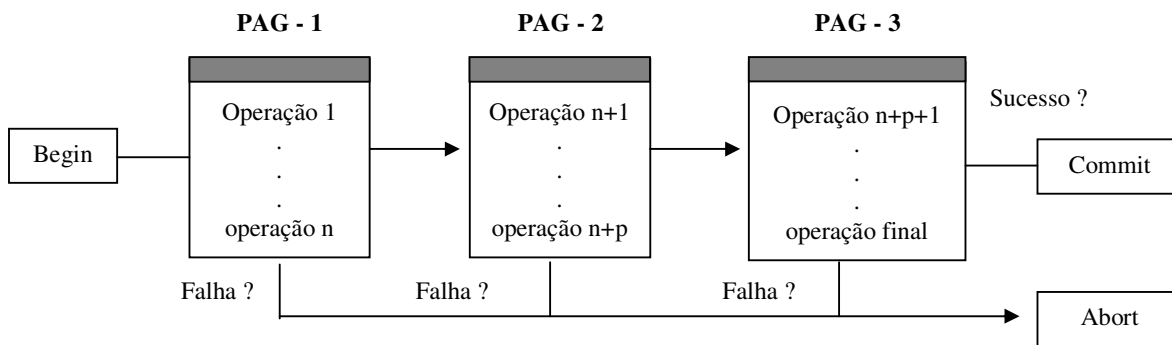 PAG - 1
PAG - 2
PAG - 3
Begin
Operação 1
.
.
.
operação n
Operação n+1
.
.
.
operação n+p
Operação n+p+1
.
.
.
operação final
Sucesso ?
Commit
Falha ?
Falha ?
Falha ?
Abort